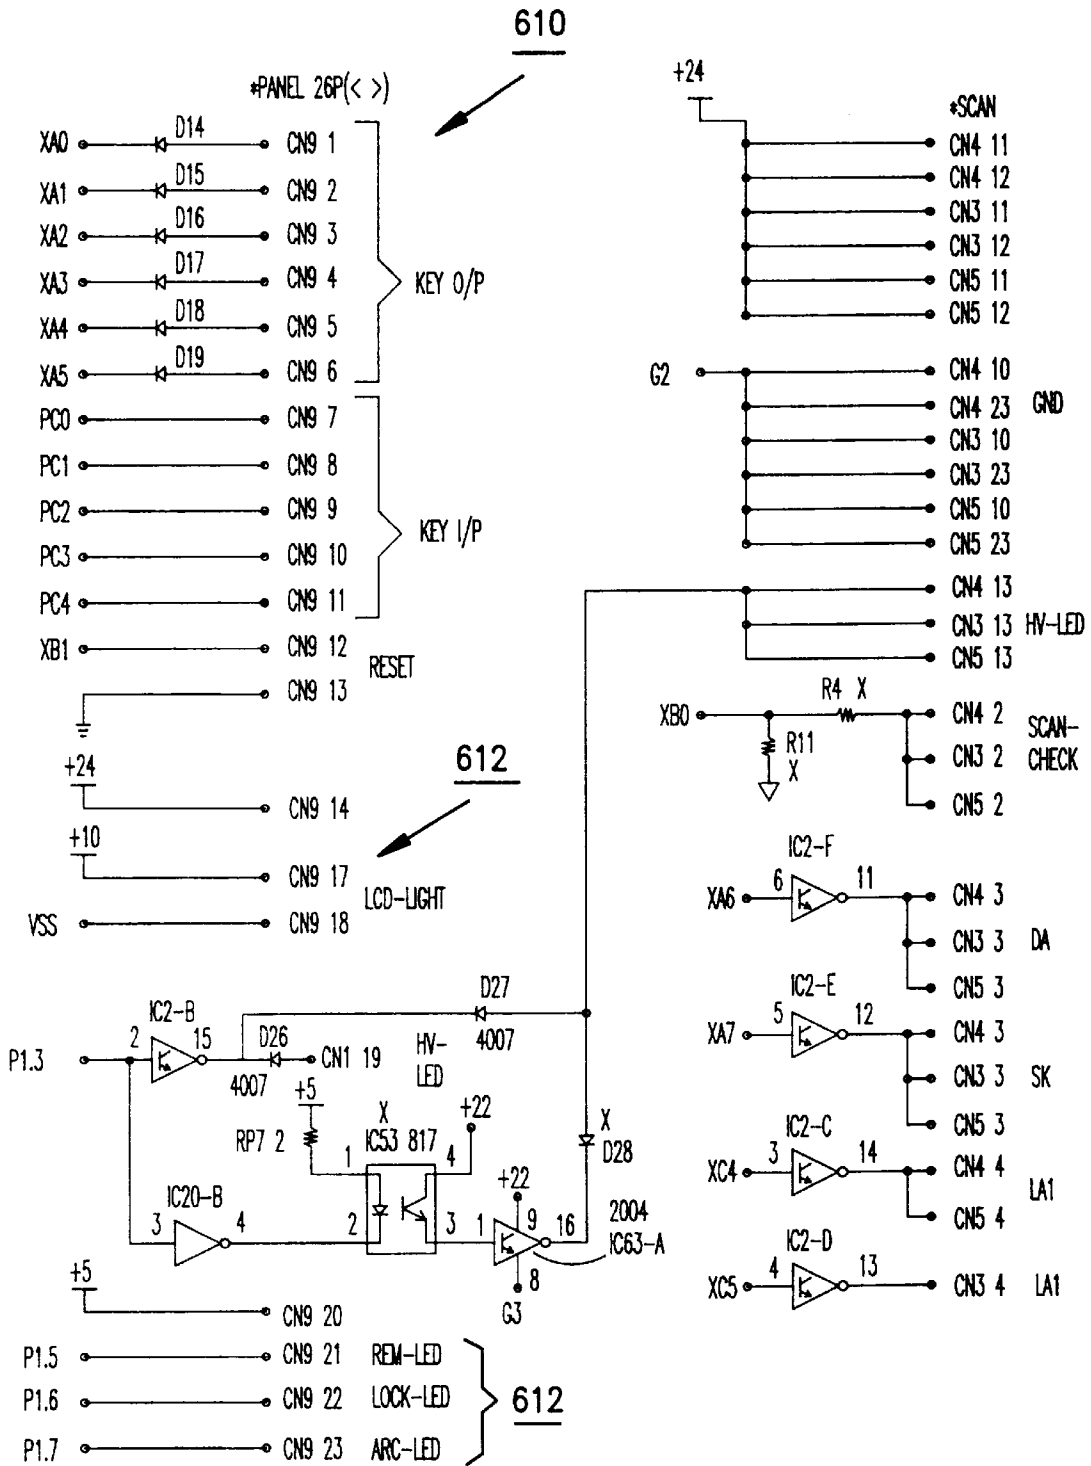 610
*PANEL 26P(< >)
XA0 D14 CN9 1
XA1 D15 CN9 2
XA2 D16 CN9 3
XA3 D17 CN9 4
XA4 D18 CN9 5
XA5 D19 CN9 6
KEY O/P
PC0 CN9 7
PC1 CN9 8
PC2 CN9 9
PC3 CN9 10
PC4 CN9 11
KEY I/P
XB1 CN9 12
RESET
CN9 13
+24
CN9 14
612
+10
CN9 17
LCD-LIGHT
VSS CN9 18
P1.3
IC2-B
2 15
D26
4007
CN1 19
HV-
LED
D27
4007
+5
RP7 2
X
IC53 817
1 4
2 3
+22
IC20-B
3 4
+22
1 9 16
8
G3
2004
IC63-A
X
D28
+5
CN9 20
P1.5 CN9 21 REM-LED
P1.6 CN9 22 LOCK-LED
P1.7 CN9 23 ARC-LED
612
+24
*SCAN
CN4 11
CN4 12
CN3 11
CN3 12
CN5 11
CN5 12
G2
CN4 10
CN4 23
GND
CN3 10
CN3 23
CN5 10
CN5 23
CN4 13
CN3 13 HV-LED
CN5 13
XB0
R4 X
R11
X
CN4 2
CN3 2
CN5 2
SCAN-
CHECK
IC2-F
XA6 6 11 CN4 3
CN3 3 DA
CN5 3
IC2-E
XA7 5 12 CN4 3
CN3 3 SK
CN5 3
IC2-C
XC4 3 14 CN4 4
LA1
CN5 4
IC2-D
XC5 4 13 CN3 4 LA1